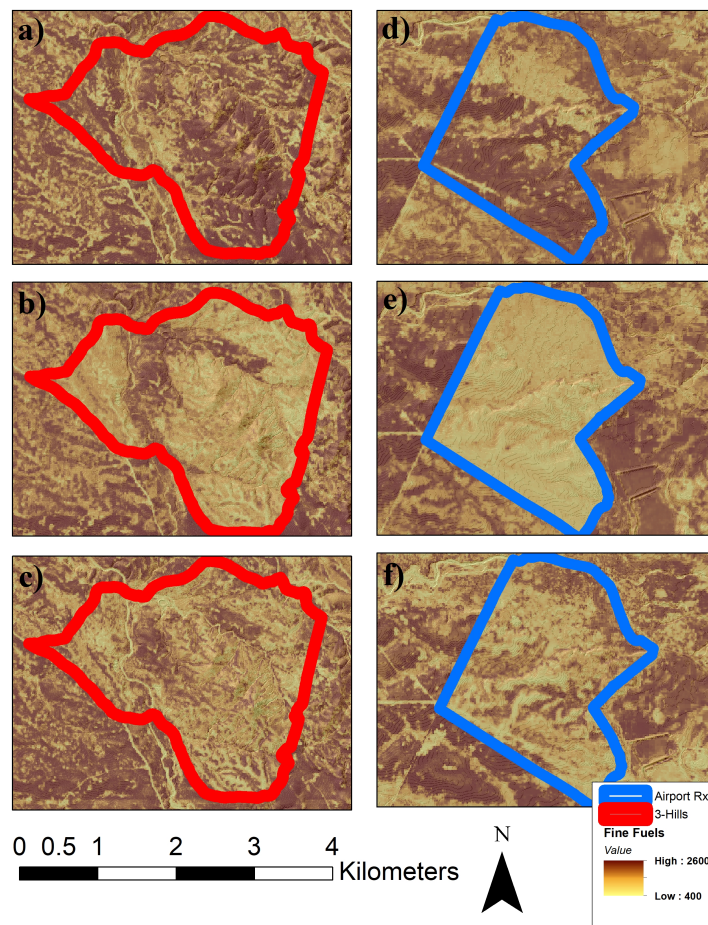 a)
d)
b)
e)
c)
f)
0 0.5 1 2 3 4
Kilometers
N
Airport Rx
3-Hills
Fine Fuels
Value
High : 2600
Low : 400